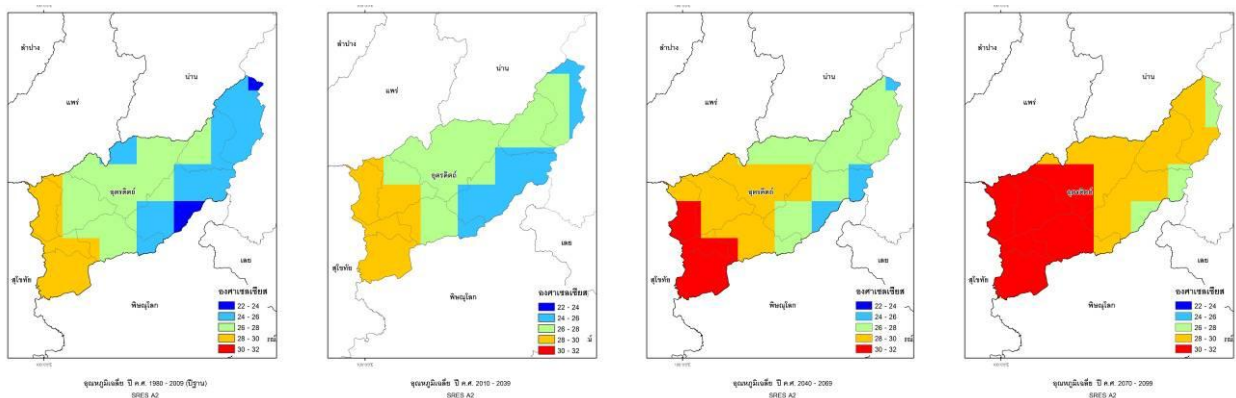 ลำปาง
น่าน
แพร่
อุตรดิตถ์
สุโขทัย
เลย
พิษณุโลก
องศาเซลเซียส
22 - 24
24 - 26
26 - 28
28 - 30
30 - 32
อุณหภูมิเฉลี่ย ปี ค.ศ. 1980 - 2009 (ปีฐาน)
SRES A2
ลำปาง
น่าน
แพร่
อุตรดิตถ์
สุโขทัย
เลย
พิษณุโลก
องศาเซลเซียส
22 - 24
24 - 26
26 - 28
28 - 30
30 - 32
อุณหภูมิเฉลี่ย ปี ค.ศ. 2010 - 2039
SRES A2
ลำปาง
น่าน
แพร่
อุตรดิตถ์
สุโขทัย
เลย
พิษณุโลก
องศาเซลเซียส
22 - 24
24 - 26
26 - 28
28 - 30
30 - 32
อุณหภูมิเฉลี่ย ปี ค.ศ. 2040 - 2069
SRES A2
ลำปาง
น่าน
แพร่
อุตรดิตถ์
สุโขทัย
เลย
พิษณุโลก
องศาเซลเซียส
22 - 24
24 - 26
26 - 28
28 - 30
30 - 32
อุณหภูมิเฉลี่ย ปี ค.ศ. 2070 - 2099
SRES A2